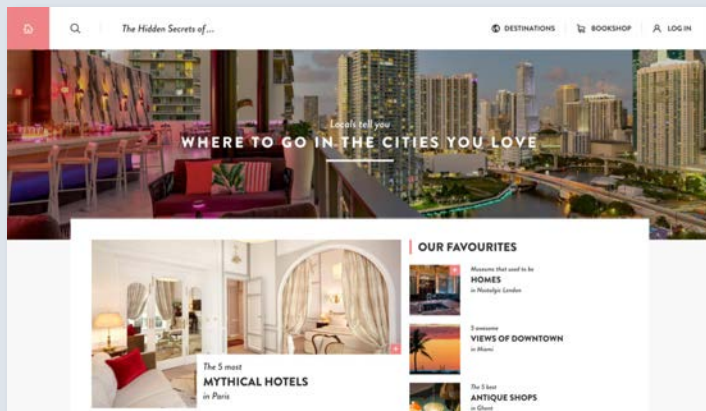 The Hidden Secrets of...
DESTINATIONS
BOOKSHOP
LOG IN
Locals tell you
WHERE TO GO IN THE CITIES YOU LOVE
The 5 most
MYTHICAL HOTELS
in Paris
OUR FAVOURITES
Museums that used to be
HOMES
in Nostalgic London
5 awesome
VIEWS OF DOWNTOWN
in Miami
The 5 best
ANTIQUE SHOPS
in Ghent